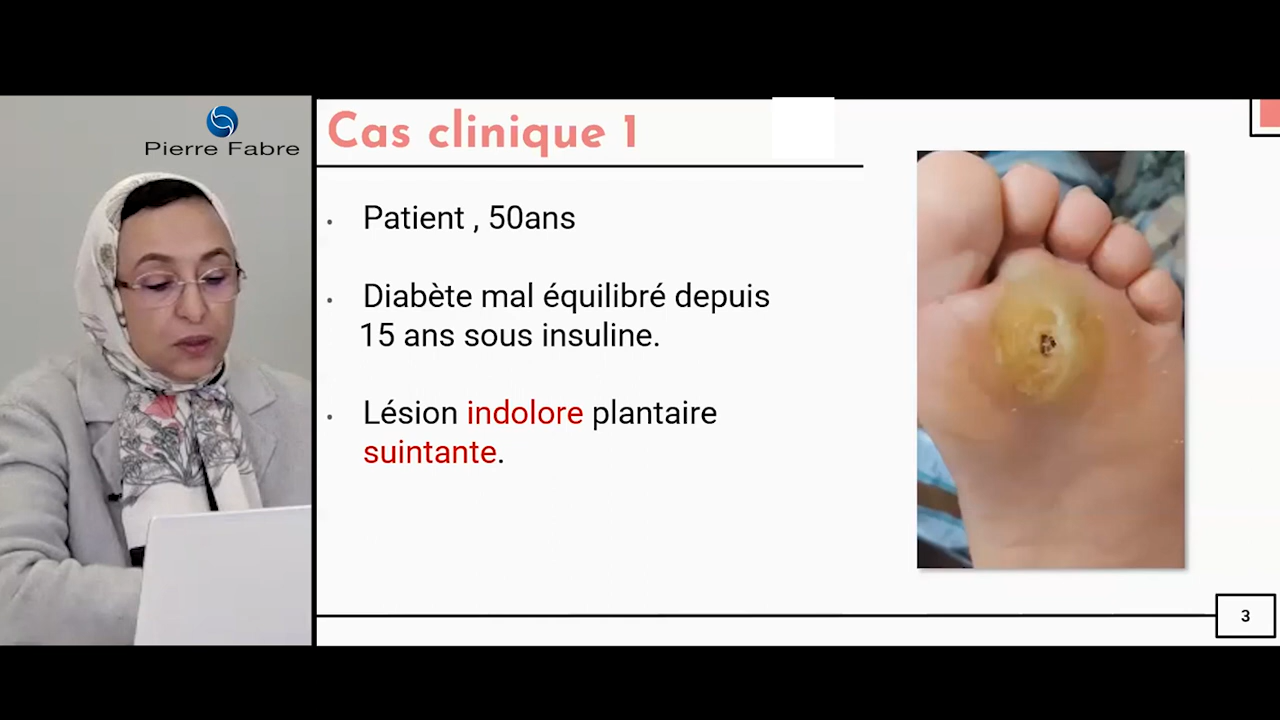 Pierre Fabre
Cas clinique 1
Patient , 50ans
Diabète mal équilibré depuis
15 ans sous insuline.
Lésion indolore plantaire
suintante.
3